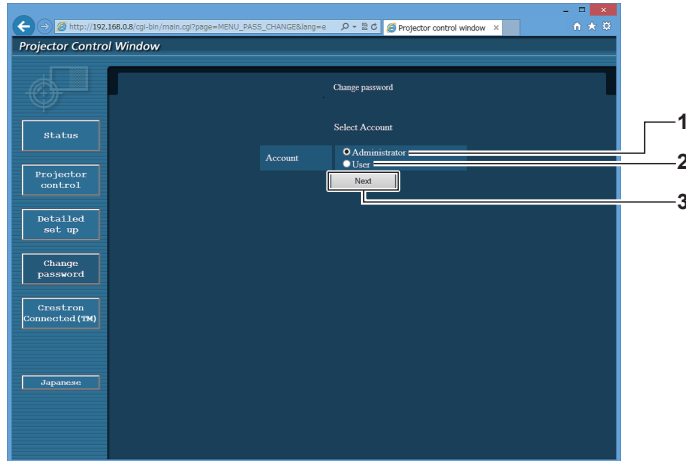 http://192.168.0.8/cgi-bin/main.cgi?page=MENU_PASS_CHANGE&lang=e
Projector control window
Projector Control Window
Change password
Select Account
Account
Administrator
User
Next
1
2
3
Status
Projector
control
Detailed
set up
Change
password
Crestron
Connected(TM)
Japanese